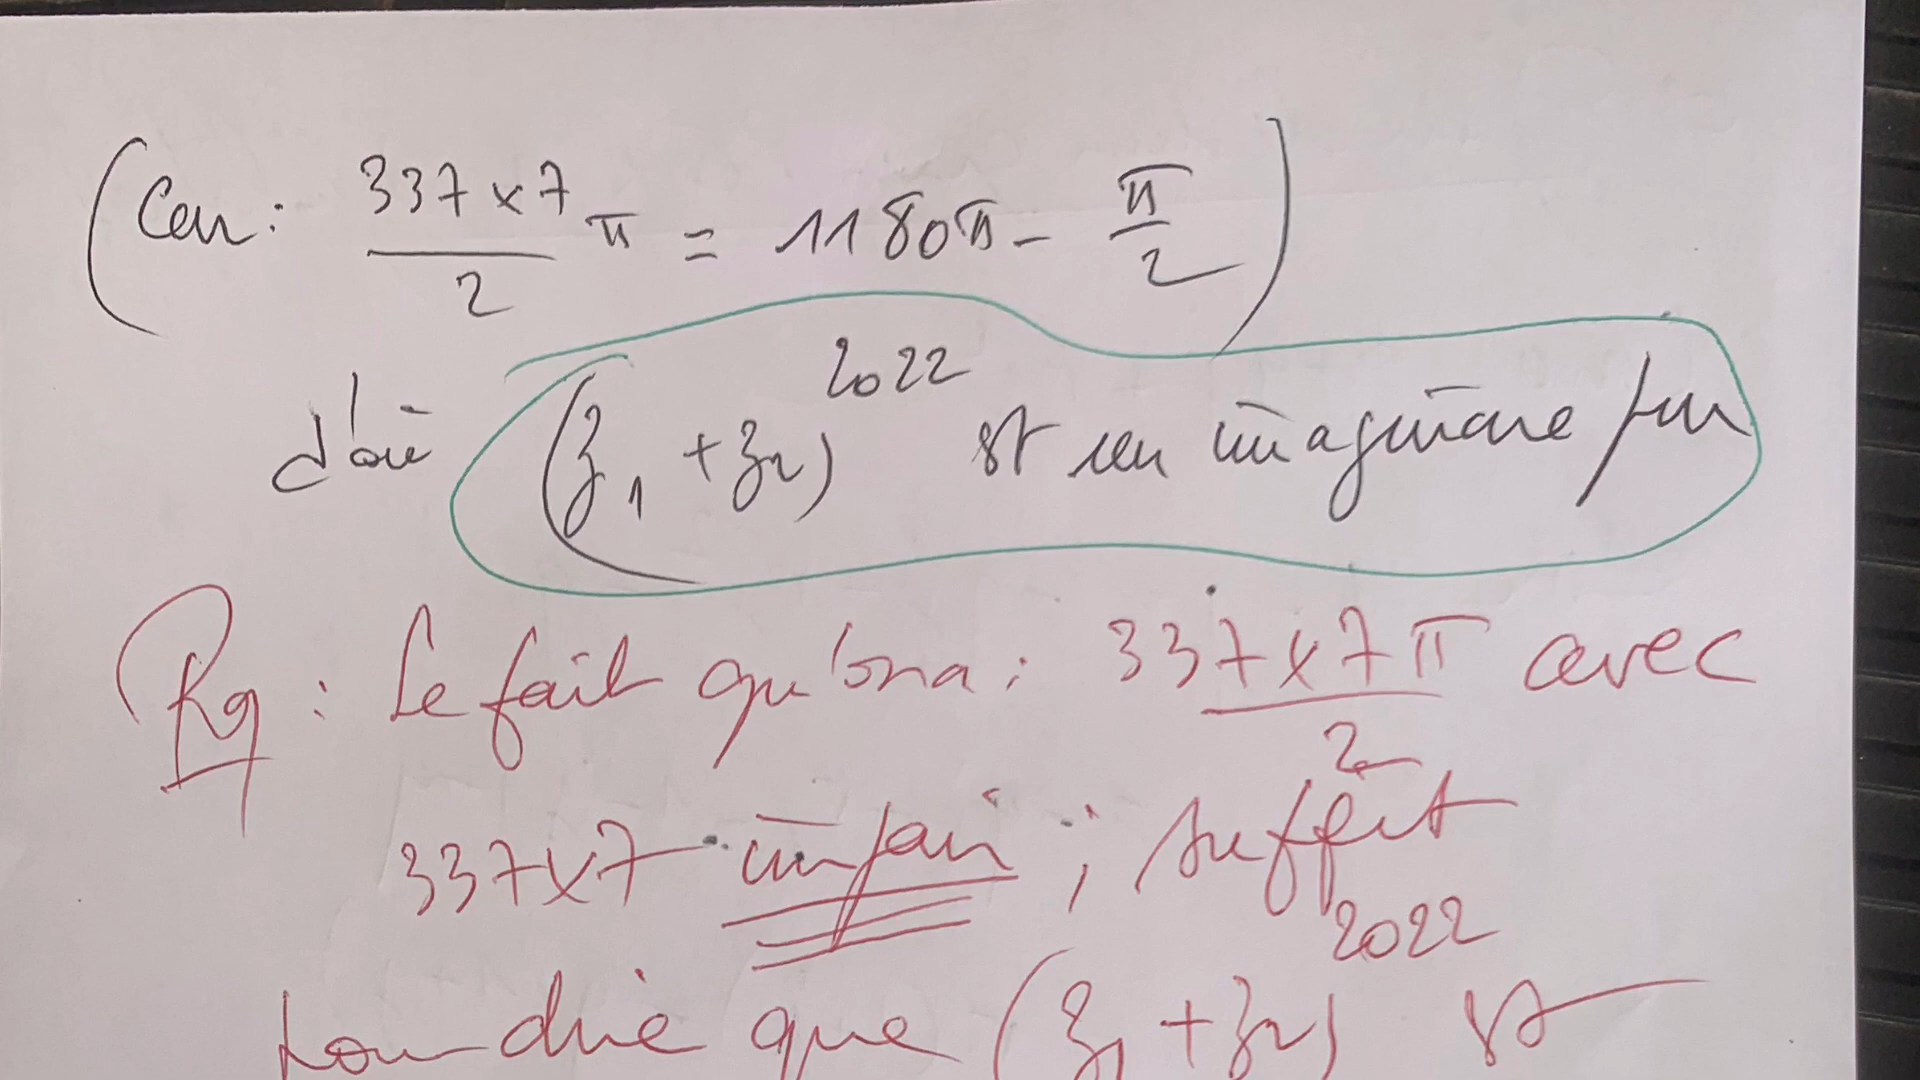 (Car : 337×7/2 π = 1180π - π/2)
d'où (z₁ + z₂)²⁰²² est un imaginaire pur
Rq : Le fait qu'on a : 337×7π/2 avec
337×7 impair ; suffit
pour dire que (z₁ + z₂)²⁰²² est